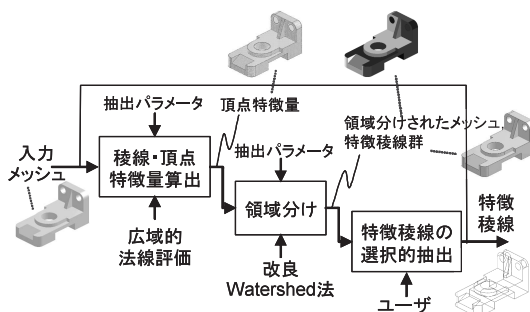 抽出パラメータ
頂点特徴量
領域分けされたメッシュ
特徴稜線群
入力
メッシュ
稜線・頂点
特徴量算出
抽出パラメータ
広域的
法線評価
領域分け
改良
Watershed法
特徴稜線の
選択的抽出
特徴
稜線
ユーザ